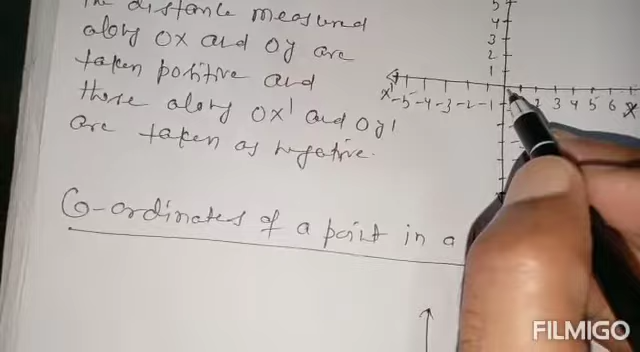 The distance measured
along OX and OY are
taken positive and
those along OX' and OY'
are taken as negative.
Co-ordinates of a point in a
5
4
3
2
1
X' -5 -4 -3 -2 -1 2 3 4 5 6 X
FILMIGO